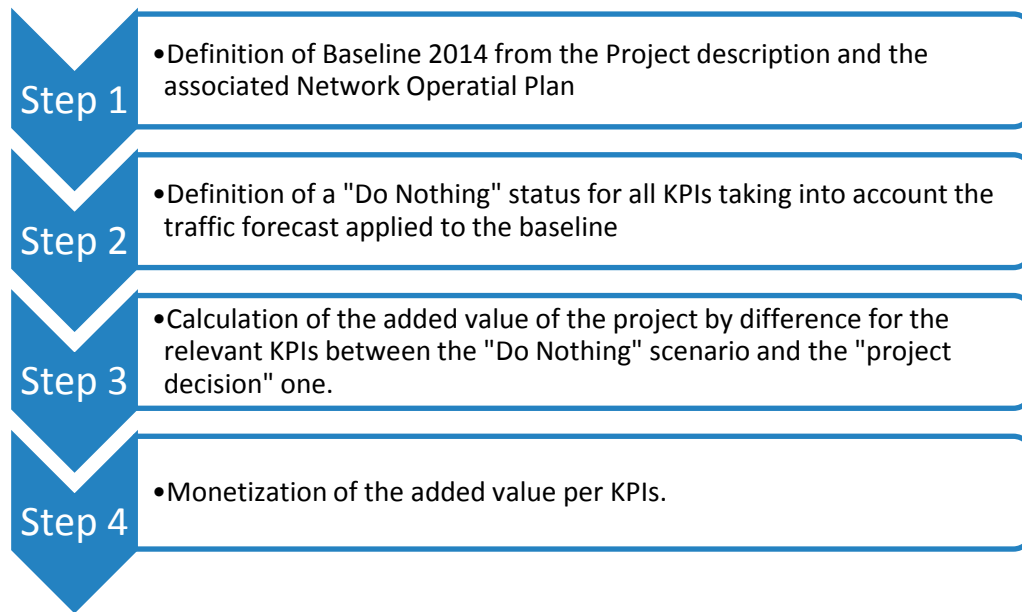 Step 1
•Definition of Baseline 2014 from the Project description and the
associated Network Operatial Plan
Step 2
•Definition of a "Do Nothing" status for all KPIs taking into account the
traffic forecast applied to the baseline
Step 3
•Calculation of the added value of the project by difference for the
relevant KPIs between the "Do Nothing" scenario and the "project
decision" one.
Step 4
•Monetization of the added value per KPIs.